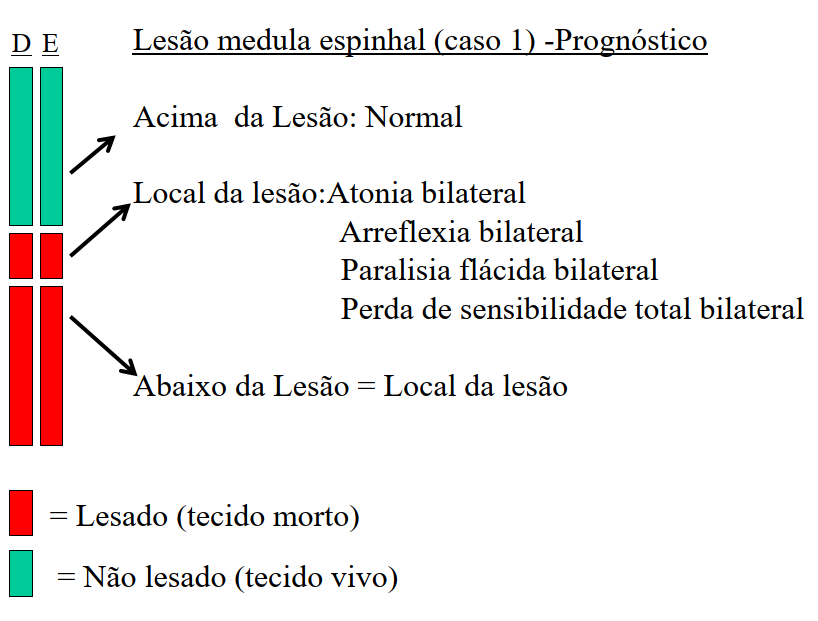 D E
Lesão medula espinhal (caso 1) -Prognóstico
Acima da Lesão: Normal
Local da lesão:Atonia bilateral
Arreflexia bilateral
Paralisia flácida bilateral
Perda de sensibilidade total bilateral
Abaixo da Lesão = Local da lesão
= Lesado (tecido morto)
= Não lesado (tecido vivo)